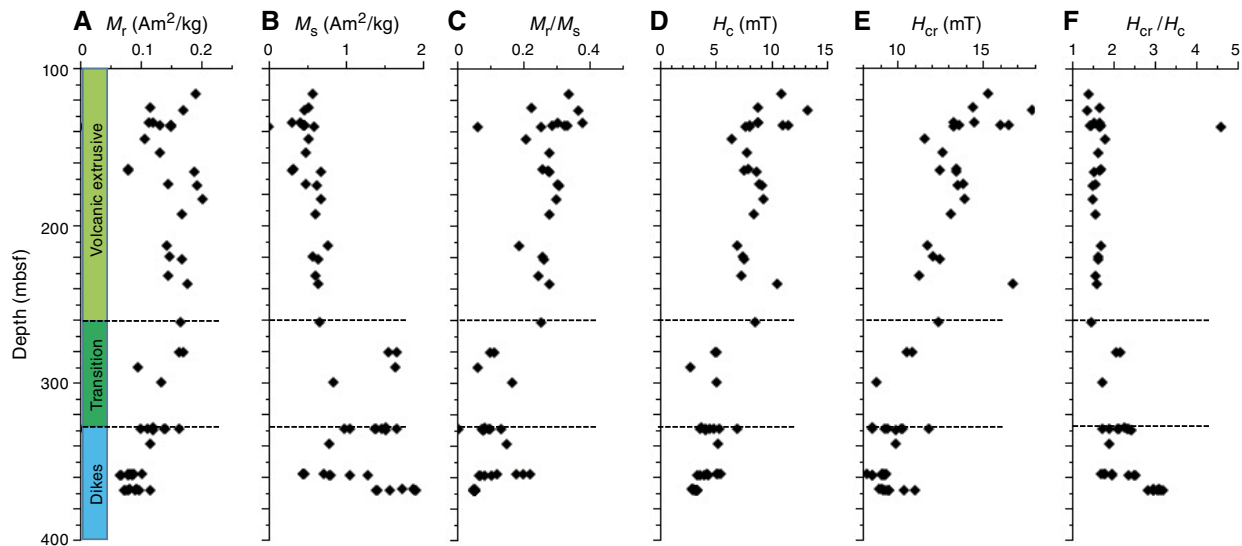 A Mr (Am²/kg)
B Ms (Am²/kg)
C Mr/Ms
D Hc (mT)
E Hcr (mT)
F Hcr/Hc
0 0.1 0.2
0 1 2
0 0.2 0.4
0 5 10 15
10 15
1 2 3 4 5
100
200
300
400
Depth (mbsf)
Volcanic extrusive
Transition
Dikes